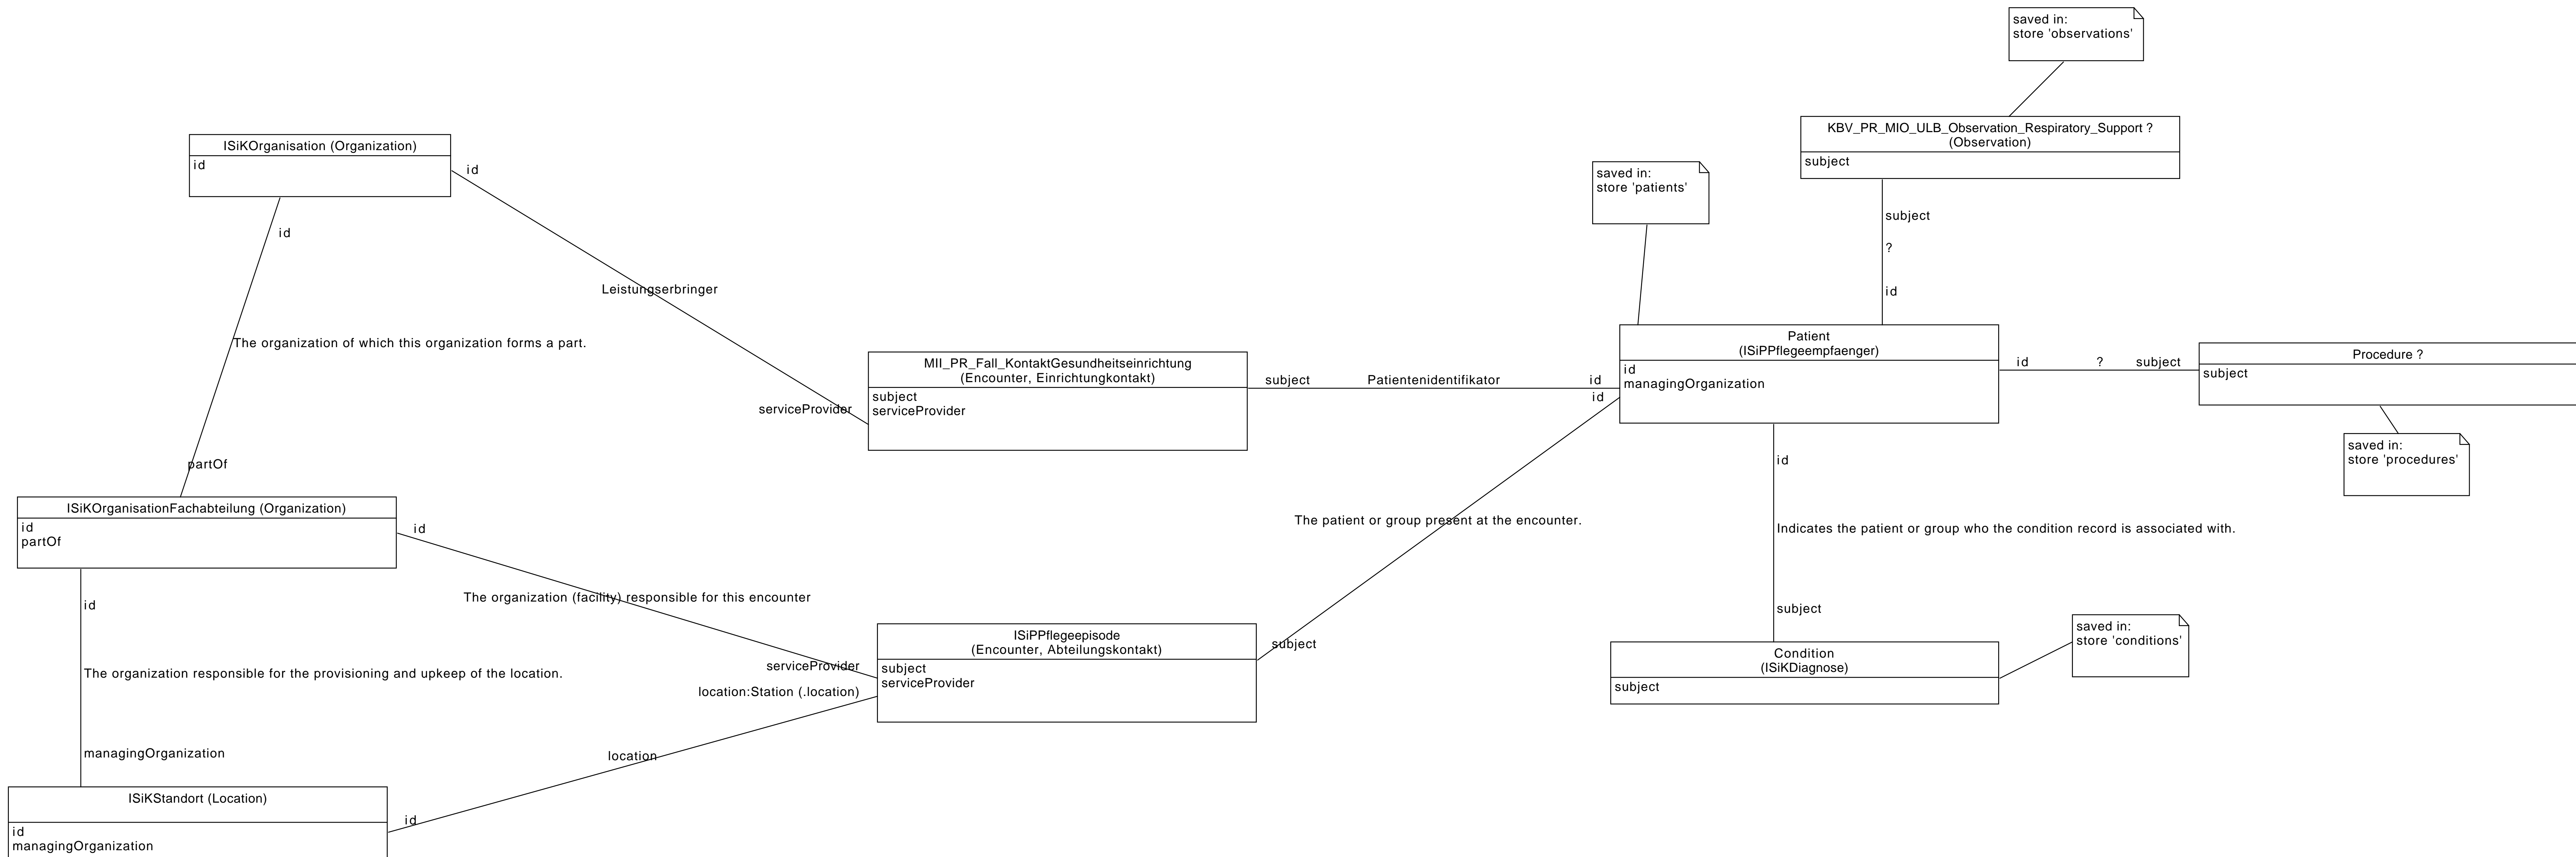 saved in:
store 'observations'
KBV_PR_MIO_ULB_Observation_Respiratory_Support ?
(Observation)
subject
ISiKOrganisation (Organization)
id
id
id
saved in:
store 'patients'
subject
?
id
Leistungserbringer
The organization of which this organization forms a part.
serviceProvider
partOf
MII_PR_Fall_KontaktGesundheitseinrichtung
(Encounter, Einrichtungkontakt)
subject
serviceProvider
subject
Patientenidentifikator
id
id
Patient
(ISiPPflegeempfaenger)
id
managingOrganization
id
?
subject
Procedure ?
subject
saved in:
store 'procedures'
id
Indicates the patient or group who the condition record is associated with.
subject
The patient or group present at the encounter.
subject
ISiKOrganisationFachabteilung (Organization)
id
partOf
id
The organization (facility) responsible for this encounter
serviceProvider
location:Station (.location)
ISiPPflegeepisode
(Encounter, Abteilungskontakt)
subject
serviceProvider
Condition
(ISiKDiagnose)
subject
saved in:
store 'conditions'
id
The organization responsible for the provisioning and upkeep of the location.
managingOrganization
location
id
ISiKStandort (Location)
id
managingOrganization